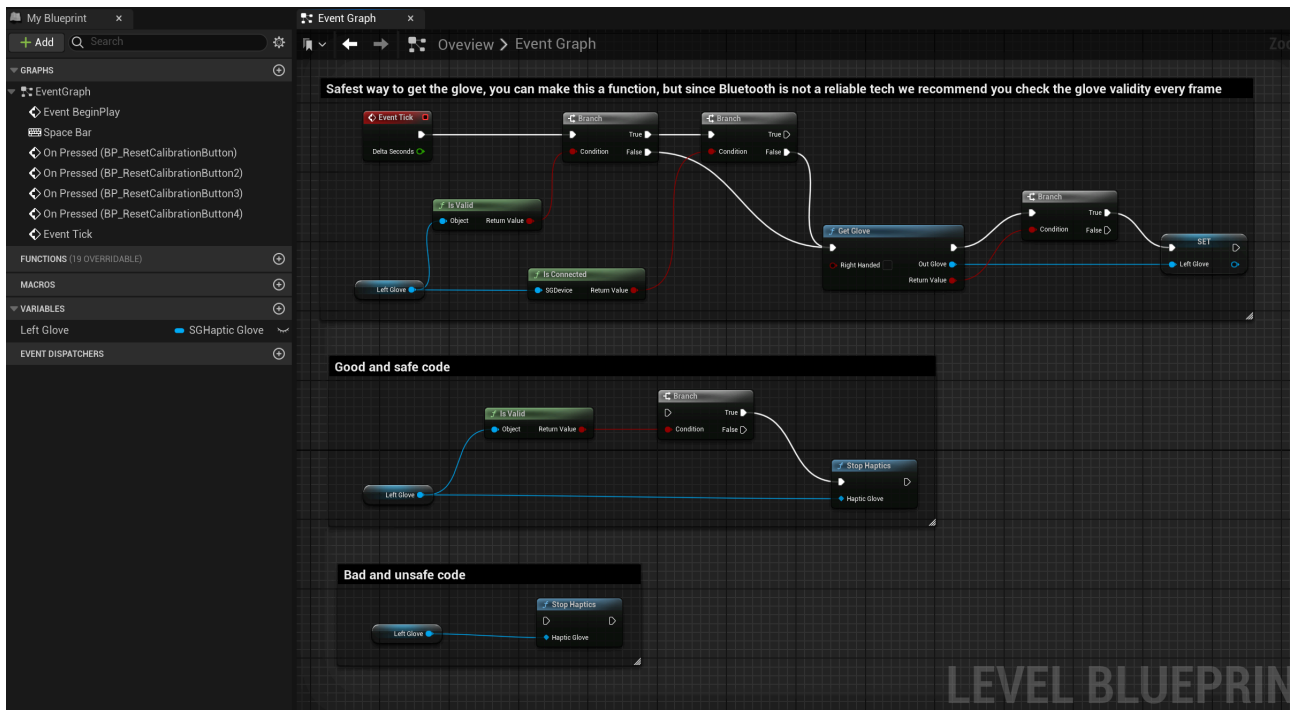 My Blueprint
×
+ Add
Search
GRAPHS
EventGraph
Event BeginPlay
Space Bar
On Pressed (BP_ResetCalibrationButton)
On Pressed (BP_ResetCalibrationButton2)
On Pressed (BP_ResetCalibrationButton3)
On Pressed (BP_ResetCalibrationButton4)
Event Tick
FUNCTIONS (19 OVERRIDABLE)
MACROS
VARIABLES
Left Glove SGHaptic Glove
EVENT DISPATCHERS
Event Graph
×
Oveview > Event Graph
Zoo
Safest way to get the glove, you can make this a function, but since Bluetooth is not a reliable tech we recommend you check the glove validity every frame
Event Tick
Delta Seconds
Branch
True
Condition False
Branch
True
Condition False
f Is Valid
Object Return Value
Left Glove
f Is Connected
SGDevice Return Value
f Get Glove
Right Handed Out Glove
Return Value
Branch
True
Condition False
SET
Left Glove
Good and safe code
f Is Valid
Object Return Value
Branch
True
Condition False
Left Glove
f Stop Haptics
Haptic Glove
Bad and unsafe code
f Stop Haptics
Left Glove
Haptic Glove
LEVEL BLUEPRIN